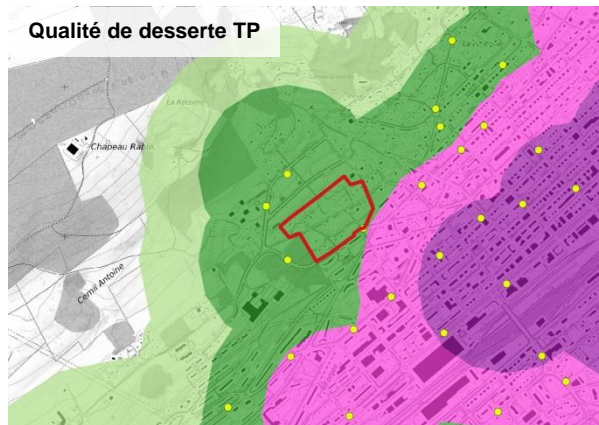 Qualité de desserte TP
La Recorne
Chapeau Rablé
Cernil Antoine